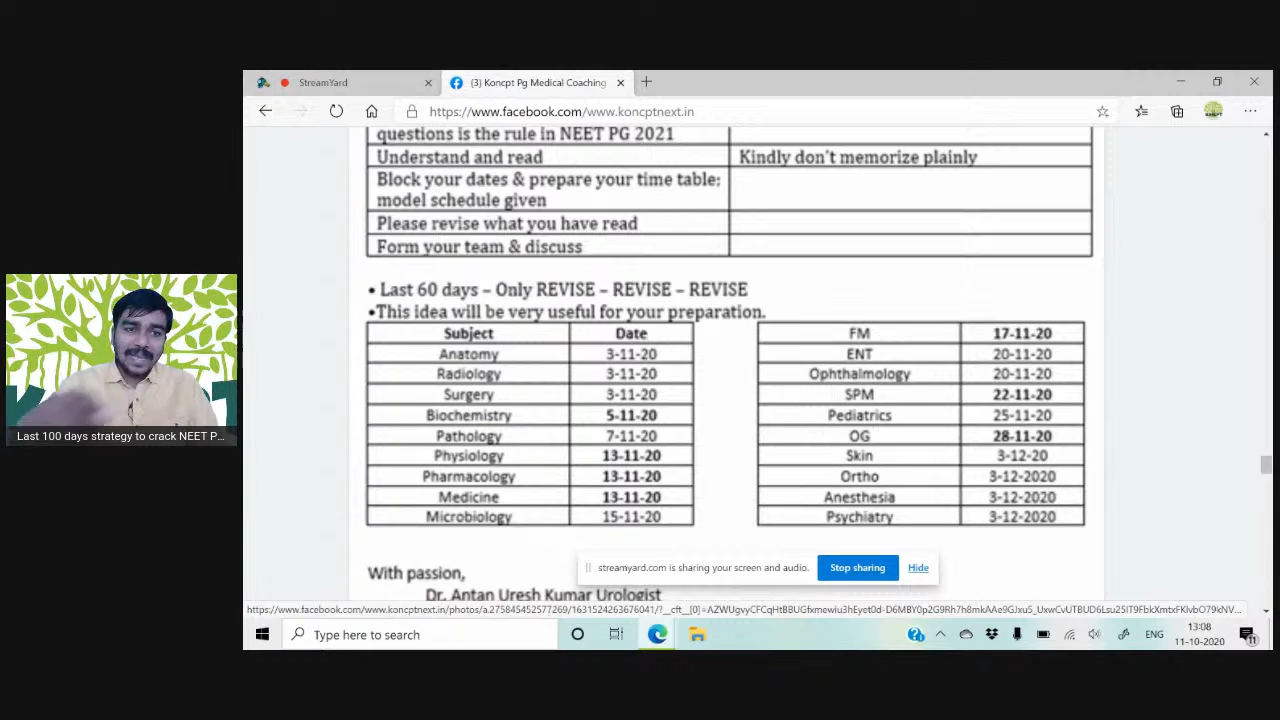 StreamYard
(3) Koncpt Pg Medical Coaching
https://www.facebook.com/www.koncptnext.in
questions is the rule in NEET PG 2021
Understand and read Kindly don't memorize plainly
Block your dates & prepare your time table;
model schedule given
Please revise what you have read
Form your team & discuss
• Last 60 days – Only REVISE – REVISE – REVISE
•This idea will be very useful for your preparation.
Subject Date FM 17-11-20
Anatomy 3-11-20 ENT 20-11-20
Radiology 3-11-20 Ophthalmology 20-11-20
Surgery 3-11-20 SPM 22-11-20
Biochemistry 5-11-20 Pediatrics 25-11-20
Pathology 7-11-20 OG 28-11-20
Physiology 13-11-20 Skin 3-12-20
Pharmacology 13-11-20 Ortho 3-12-2020
Medicine 13-11-20 Anesthesia 3-12-2020
Microbiology 15-11-20 Psychiatry 3-12-2020
Last 100 days strategy to crack NEET P...
With passion,
streamyard.com is sharing your screen and audio. Stop sharing Hide
Dr. Antan Uresh Kumar Urologist
Type here to search
ENG
13:08
11-10-2020